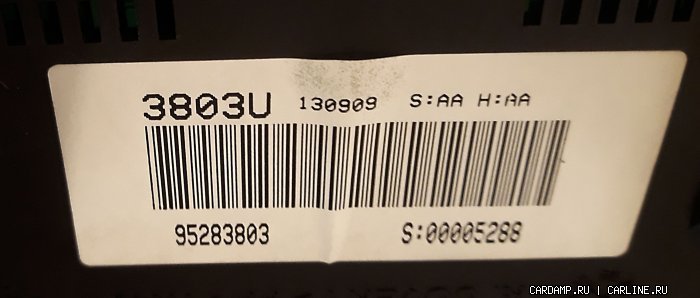 3803U 130909 S:AA H:AA
95283803 S:00005288
CARDAMP.RU | CARLINE.RU